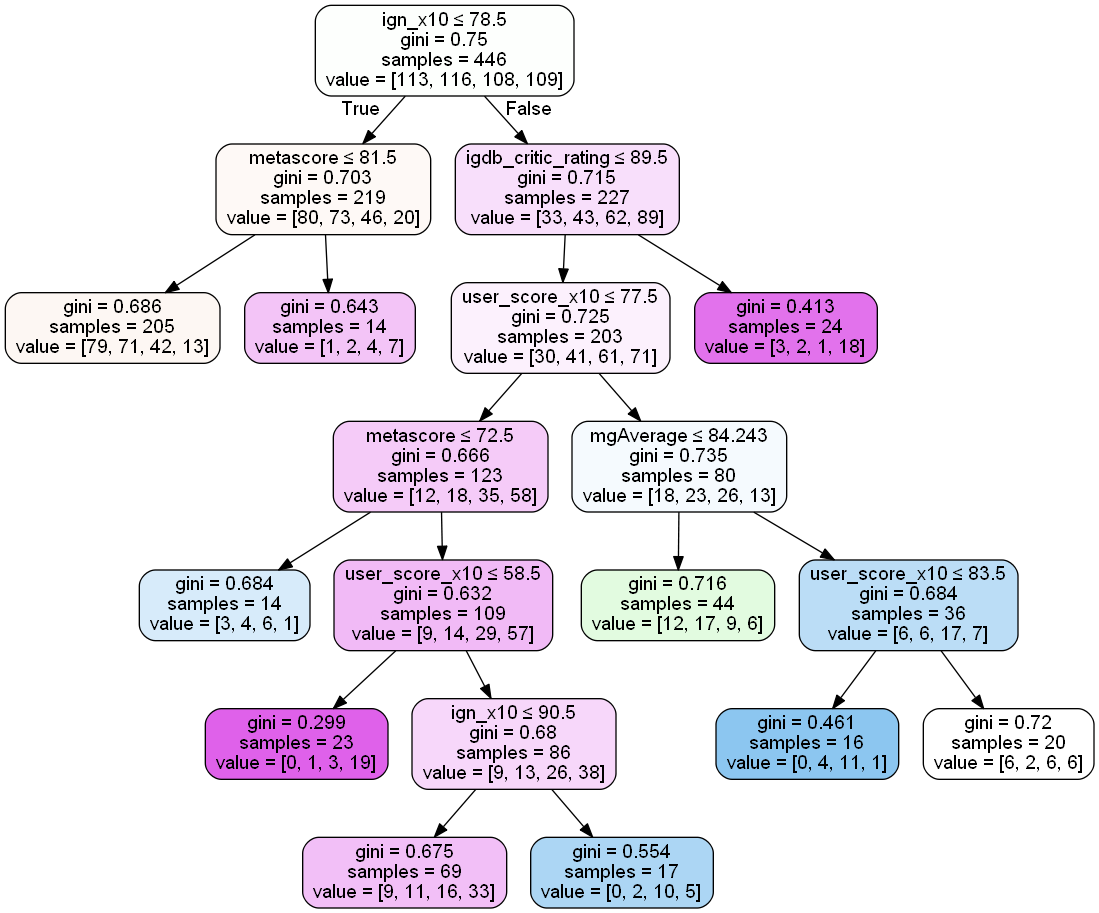 ign_x10 ≤ 78.5
gini = 0.75
samples = 446
value = [113, 116, 108, 109]
True
False
metascore ≤ 81.5
gini = 0.703
samples = 219
value = [80, 73, 46, 20]
igdb_critic_rating ≤ 89.5
gini = 0.715
samples = 227
value = [33, 43, 62, 89]
gini = 0.686
samples = 205
value = [79, 71, 42, 13]
gini = 0.643
samples = 14
value = [1, 2, 4, 7]
user_score_x10 ≤ 77.5
gini = 0.725
samples = 203
value = [30, 41, 61, 71]
gini = 0.413
samples = 24
value = [3, 2, 1, 18]
metascore ≤ 72.5
gini = 0.666
samples = 123
value = [12, 18, 35, 58]
mgAverage ≤ 84.243
gini = 0.735
samples = 80
value = [18, 23, 26, 13]
gini = 0.684
samples = 14
value = [3, 4, 6, 1]
user_score_x10 ≤ 58.5
gini = 0.632
samples = 109
value = [9, 14, 29, 57]
gini = 0.716
samples = 44
value = [12, 17, 9, 6]
user_score_x10 ≤ 83.5
gini = 0.684
samples = 36
value = [6, 6, 17, 7]
gini = 0.299
samples = 23
value = [0, 1, 3, 19]
ign_x10 ≤ 90.5
gini = 0.68
samples = 86
value = [9, 13, 26, 38]
gini = 0.461
samples = 16
value = [0, 4, 11, 1]
gini = 0.72
samples = 20
value = [6, 2, 6, 6]
gini = 0.675
samples = 69
value = [9, 11, 16, 33]
gini = 0.554
samples = 17
value = [0, 2, 10, 5]